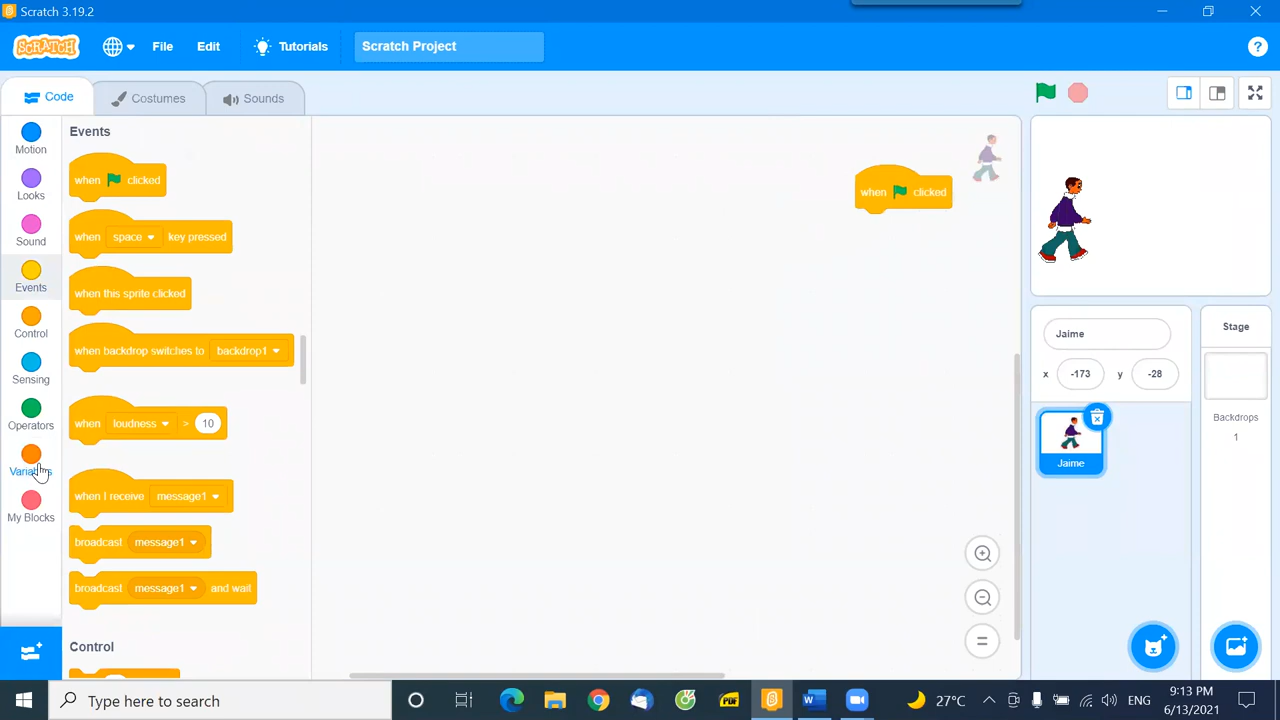 Scratch 3.19.2
SCRATCH
File
Edit
Tutorials
Scratch Project
?
Code
Costumes
Sounds
Motion
Looks
Sound
Events
Control
Sensing
Operators
My Blocks
Events
when clicked
when space key pressed
when this sprite clicked
when backdrop switches to backdrop1
when loudness > 10
when I receive message1
broadcast message1
broadcast message1 and wait
Control
when clicked
Jaime
x -173 y -28
Jaime
Stage
Backdrops
1
Type here to search
PDF
27°C
ENG
9:13 PM
6/13/2021